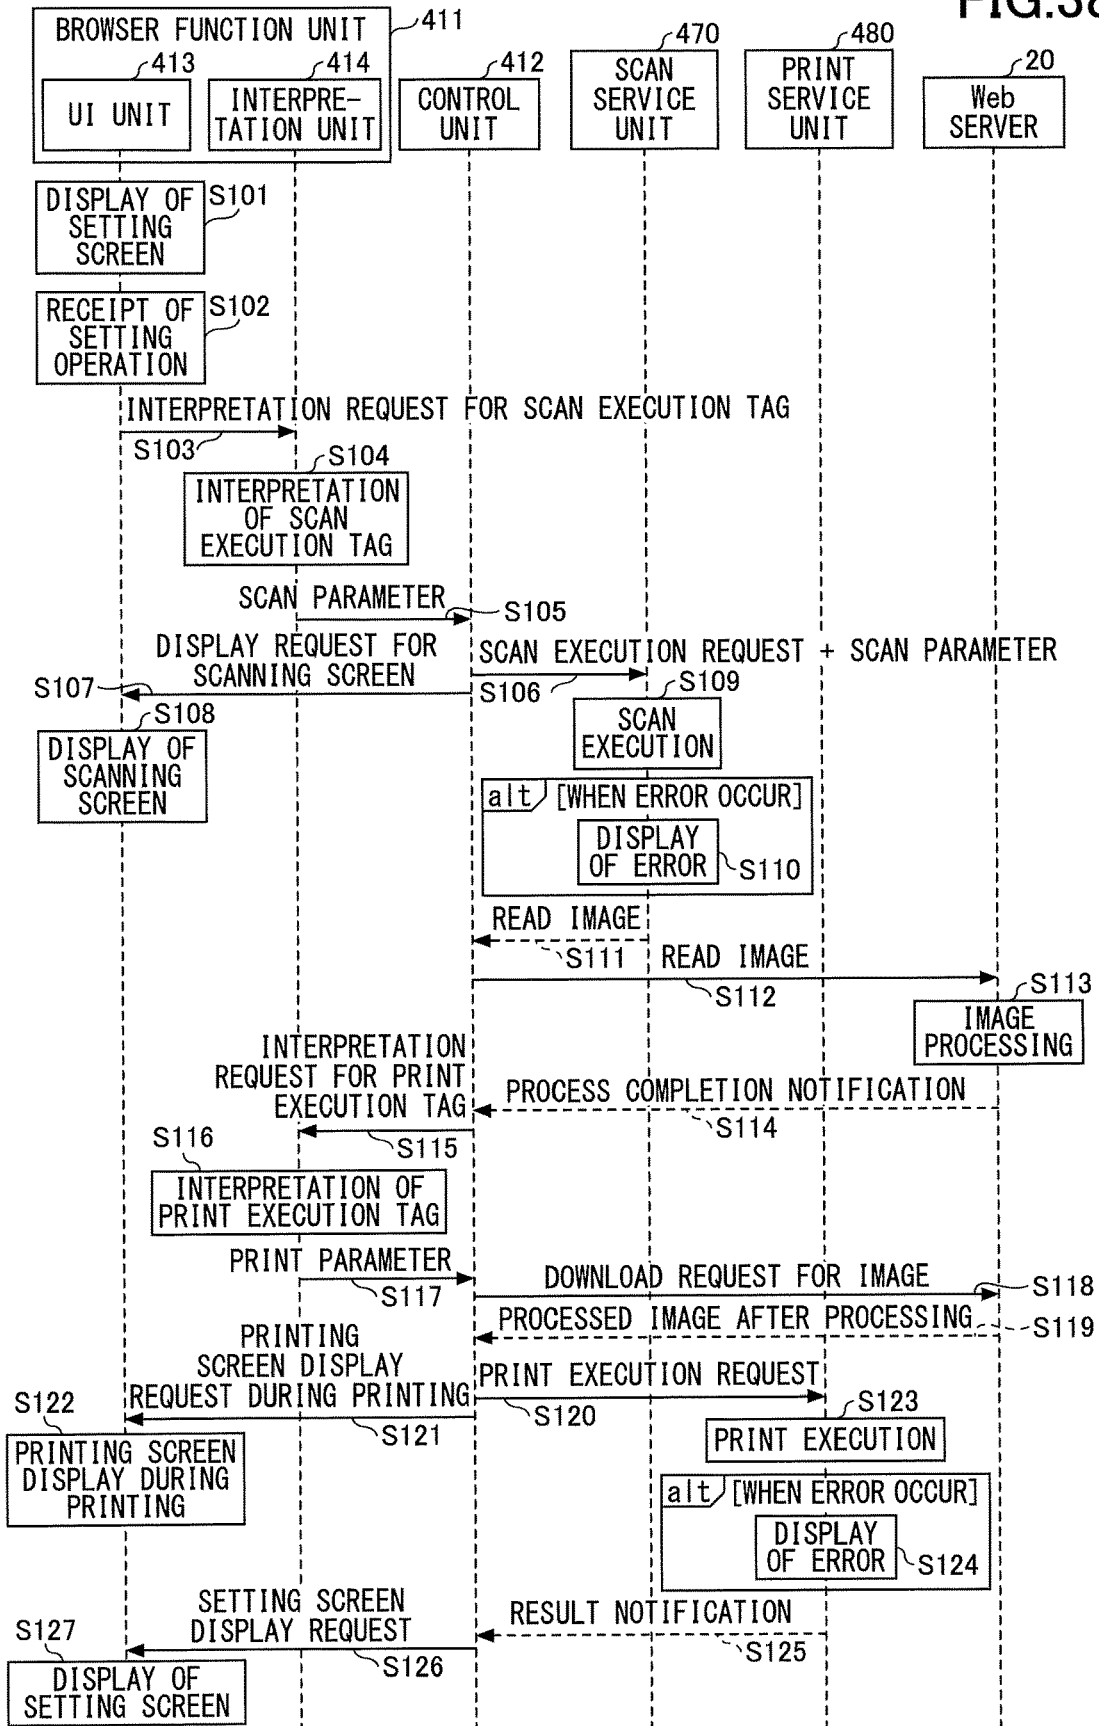 FIG.38
BROWSER FUNCTION UNIT
411
413
414
412
470
480
20
UI UNIT
INTERPRE-
TATION UNIT
CONTROL
UNIT
SCAN
SERVICE
UNIT
PRINT
SERVICE
UNIT
Web
SERVER
DISPLAY OF
SETTING
SCREEN
S101
RECEIPT OF
SETTING
OPERATION
S102
INTERPRETATION REQUEST FOR SCAN EXECUTION TAG
S103
S104
INTERPRETATION
OF SCAN
EXECUTION TAG
SCAN PARAMETER
S105
DISPLAY REQUEST FOR
SCANNING SCREEN
S107
SCAN EXECUTION REQUEST + SCAN PARAMETER
S106
S108
DISPLAY OF
SCANNING
SCREEN
S109
SCAN
EXECUTION
alt [WHEN ERROR OCCUR]
DISPLAY
OF ERROR
S110
READ IMAGE
S111
READ IMAGE
S112
S113
IMAGE
PROCESSING
PROCESS COMPLETION NOTIFICATION
S114
INTERPRETATION
REQUEST FOR PRINT
EXECUTION TAG
S115
S116
INTERPRETATION OF
PRINT EXECUTION TAG
PRINT PARAMETER
S117
DOWNLOAD REQUEST FOR IMAGE
S118
PROCESSED IMAGE AFTER PROCESSING
S119
PRINTING
SCREEN DISPLAY
REQUEST DURING PRINTING
S121
PRINT EXECUTION REQUEST
S120
S122
PRINTING SCREEN
DISPLAY DURING
PRINTING
S123
PRINT EXECUTION
alt [WHEN ERROR OCCUR]
DISPLAY
OF ERROR
S124
RESULT NOTIFICATION
S125
SETTING SCREEN
DISPLAY REQUEST
S126
S127
DISPLAY OF
SETTING SCREEN